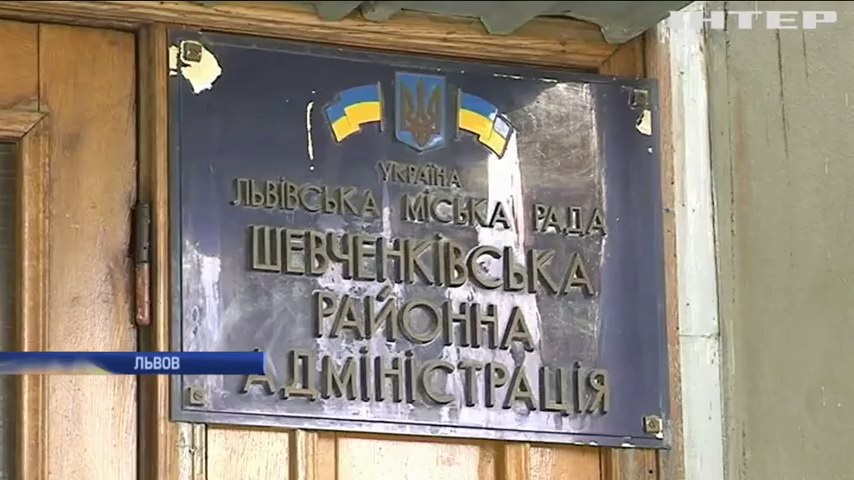 ІНТЕР
УКРАЇНА
ЛЬВІВСЬКА МІСЬКА РАДА
ШЕВЧЕНКІВСЬКА
РАЙОННА
АДМІНІСТРАЦІЯ
ЛЬВОВ